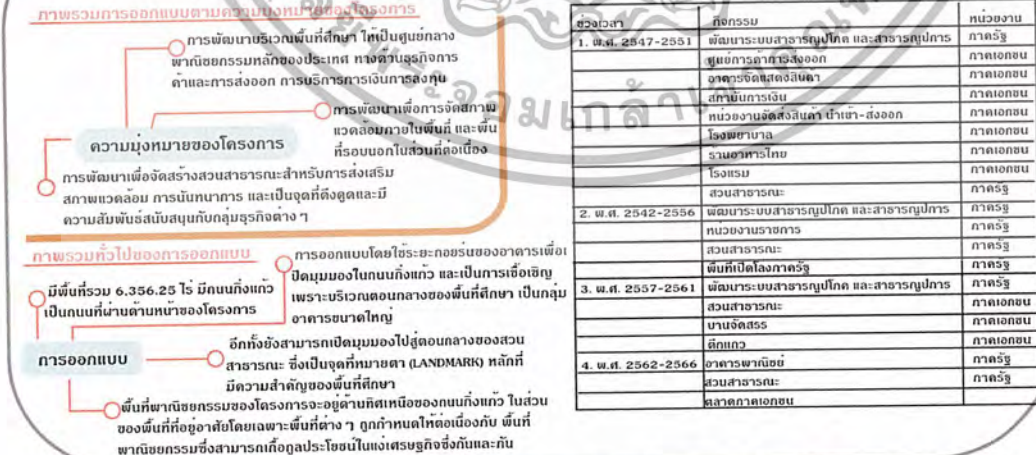 ภาพรวมการออกแบบตามความมุ่งหมายของโครงการ
การพัฒนาบริเวณพื้นที่ศึกษา ให้เป็นศูนย์กลาง
พาณิชยกรรมหลักของประเทศ ทางด้านธุรกิจการ
ค้าและการส่งออก การบริการการเงินการลงทุน
การพัฒนาเพื่อการจัดสภาพ
แวดล้อมภายในพื้นที่ และพื้น
ที่รอบนอกในส่วนที่ต่อเนื่อง
ความมุ่งหมายของโครงการ
การพัฒนาเพื่อจัดสร้างสวนสาธารณะสำหรับการส่งเสริม
สภาพแวดล้อม การนันทนาการ และเป็นจุดที่ดึงดูดและมี
ความสัมพันธ์สนับสนุนกับกลุ่มธุรกิจต่าง ๆ
ภาพรวมทั่วไปของการออกแบบ
การออกแบบโดยใช้ระยะถอยร่นของอาคารเพื่อเ
ปิดมุมมองในถนนกิ่งแก้ว และเป็นการเชื้อเชิญ
เพราะบริเวณตอนกลางของพื้นที่ศึกษา เป็นกลุ่ม
อาคารขนาดใหญ่
มีพื้นที่รวม 6,356.25 ไร่ มีถนนกิ่งแก้ว
เป็นถนนที่ผ่านด้านหน้าของโครงการ
การออกแบบ
อีกทั้งยังสามารถเปิดมุมมองไปสู่ตอนกลางของสวน
สาธารณะ ซึ่งเป็นจุดที่หมายตา (LANDMARK) หลักที่
มีความสำคัญของพื้นที่ศึกษา
พื้นที่พาณิชยกรรมของโครงการจะอยู่ด้านทิศเหนือของถนนกิ่งแก้ว ในส่วน
ของพื้นที่ที่อยู่อาศัยโดยเฉพาะพื้นที่ต่าง ๆ ถูกกำหนดให้ต่อเนื่องกับ พื้นที่
พาณิชยกรรมซึ่งสามารถเกื้อกูลประโยชน์ในแง่เศรษฐกิจซึ่งกันและกัน
ช่วงเวลา กิจกรรม หน่วยงาน
1. พ.ศ. 2547-2551 พัฒนาระบบสาธารณูปโภค และสาธารณูปการ ภาครัฐ
ศูนย์การค้าการส่งออก ภาคเอกชน
อาคารจัดแสดงสินค้า ภาคเอกชน
สถาบันการเงิน ภาคเอกชน
หน่วยงานจัดส่งสินค้า นำเข้า-ส่งออก ภาคเอกชน
โรงพยาบาล ภาคเอกชน
ร้านอาหารไทย ภาคเอกชน
โรงแรม ภาคเอกชน
สวนสาธารณะ ภาครัฐ
2. พ.ศ. 2542-2556 พัฒนาระบบสาธารณูปโภค และสาธารณูปการ ภาครัฐ
หน่วยงานราชการ ภาครัฐ
สวนสาธารณะ ภาครัฐ
พื้นที่เปิดโล่งภาครัฐ ภาครัฐ
3. พ.ศ. 2557-2561 พัฒนาระบบสาธารณูปโภค และสาธารณูปการ ภาครัฐ
สวนสาธารณะ ภาคเอกชน
บ้านจัดสรร ภาคเอกชน
ตึกแถว ภาคเอกชน
4. พ.ศ. 2562-2566 อาคารพาณิชย์ ภาครัฐ
สวนสาธารณะ ภาครัฐ
ตลาดภาคเอกชน